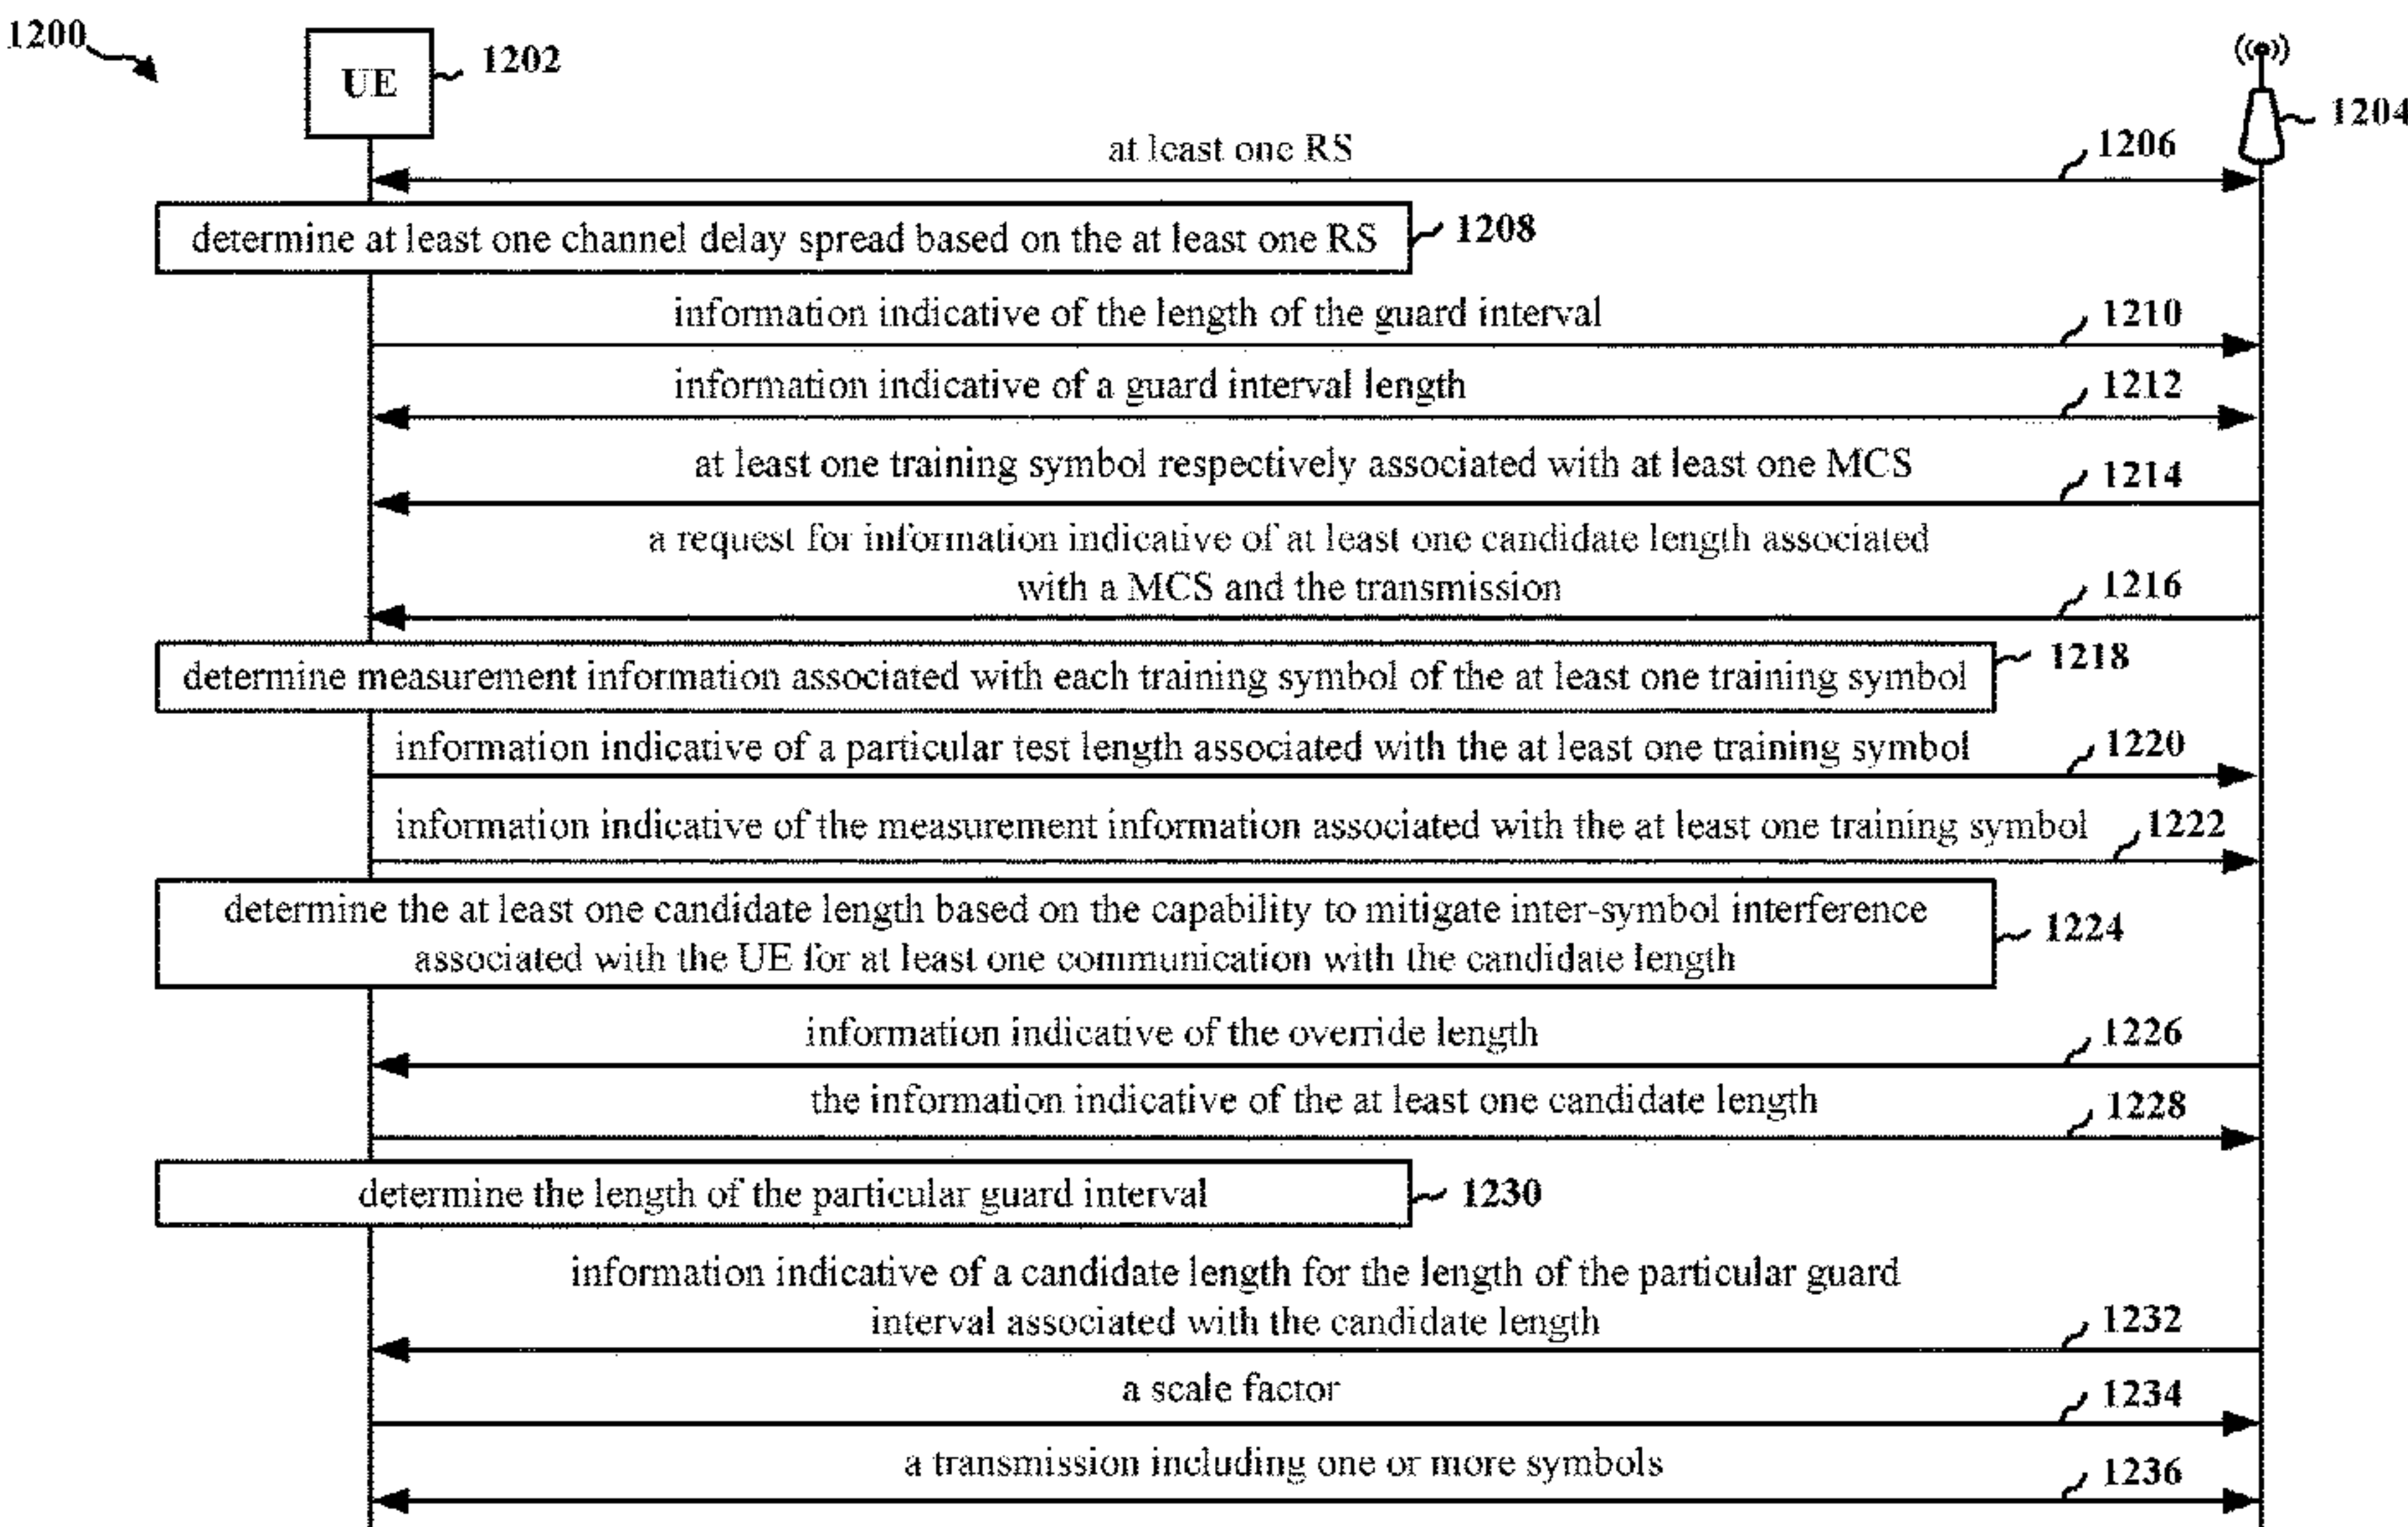 1200
UE
1202
1204
at least one RS
1206
determine at least one channel delay spread based on the at least one RS
1208
information indicative of the length of the guard interval
1210
information indicative of a guard interval length
1212
at least one training symbol respectively associated with at least one MCS
1214
a request for information indicative of at least one candidate length associated
with a MCS and the transmission
1216
determine measurement information associated with each training symbol of the at least one training symbol
1218
information indicative of a particular test length associated with the at least one training symbol
1220
information indicative of the measurement information associated with the at least one training symbol
1222
determine the at least one candidate length based on the capability to mitigate inter-symbol interference
associated with the UE for at least one communication with the candidate length
1224
information indicative of the override length
1226
the information indicative of the at least one candidate length
1228
determine the length of the particular guard interval
1230
information indicative of a candidate length for the length of the particular guard
interval associated with the candidate length
1232
a scale factor
1234
a transmission including one or more symbols
1236